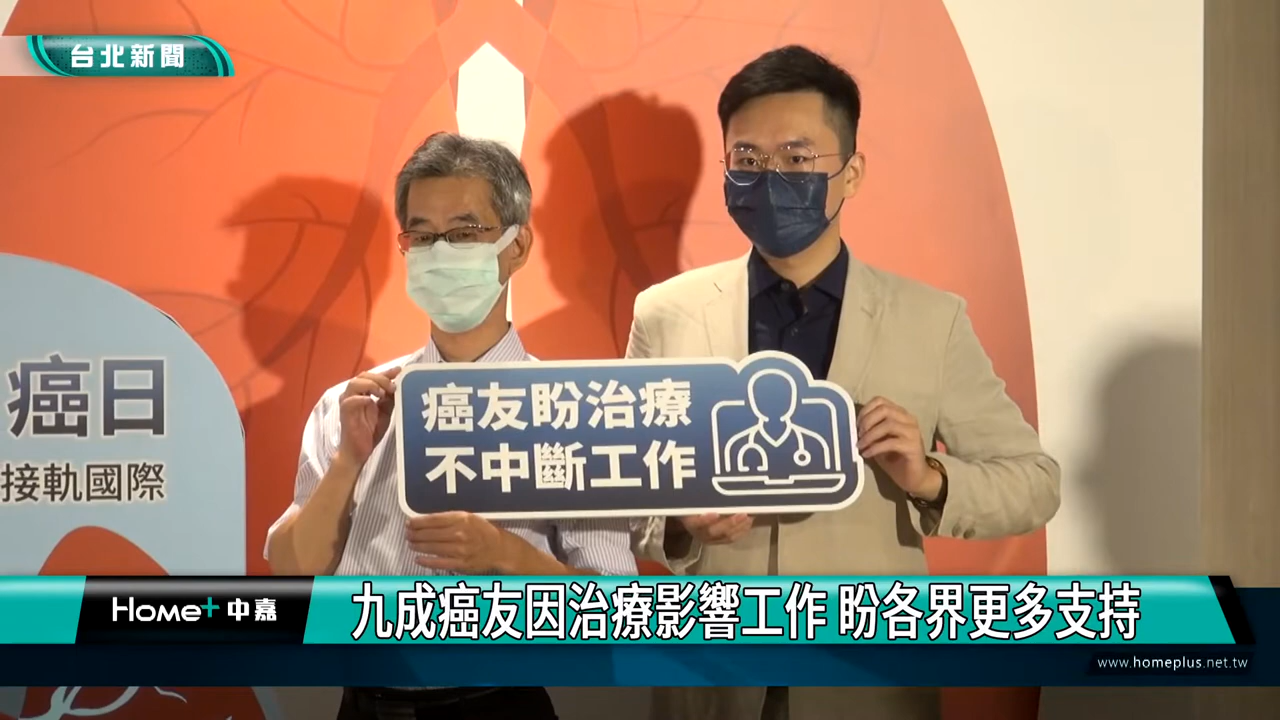 台北新聞
癌日
接軌國際
癌友盼治療
不中斷工作
Home+中嘉
九成癌友因治療影響工作 盼各界更多支持
www.homeplus.net.tw